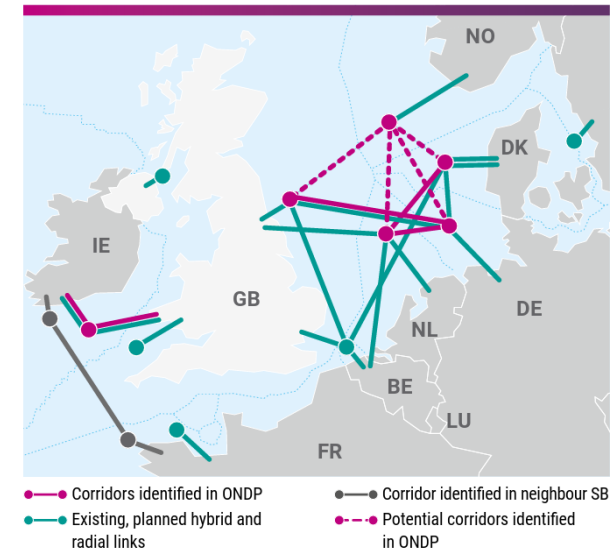 NO
DK
IE
GB
DE
NL
BE
LU
FR
Corridors identified in ONDP
Corridor identified in neighbour SB
Existing, planned hybrid and
radial links
Potential corridors identified
in ONDP